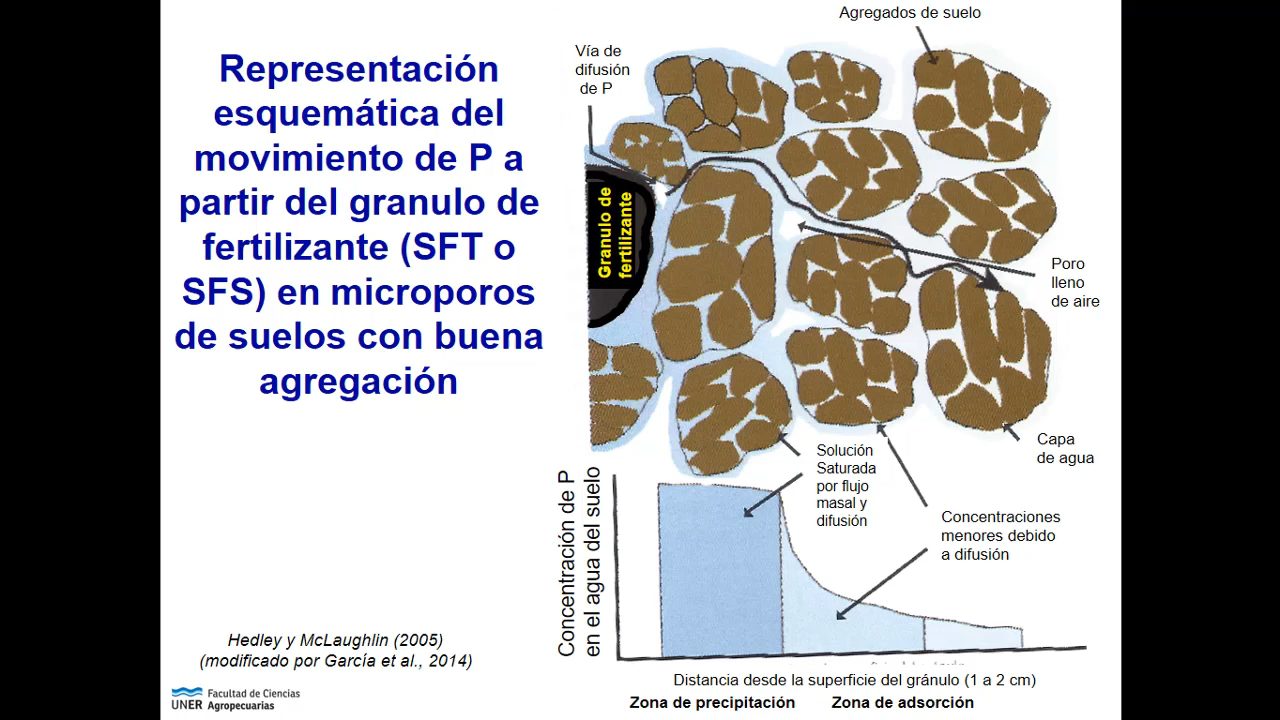 Representación
esquemática del
movimiento de P a
partir del granulo de
fertilizante (SFT o
SFS) en microporos
de suelos con buena
agregación
Agregados de suelo
Vía de
difusión
de P
Granulo de
fertilizante
Poro
lleno
de aire
Capa
de agua
Solución
Saturada
por flujo
masal y
difusión
Concentraciones
menores debido
a difusión
Concentración de P
en el agua del suelo
Distancia desde la superficie del gránulo (1 a 2 cm)
Zona de precipitación
Zona de adsorción
Hedley y McLaughlin (2005)
(modificado por García et al., 2014)
UNER
Facultad de Ciencias
Agropecuarias